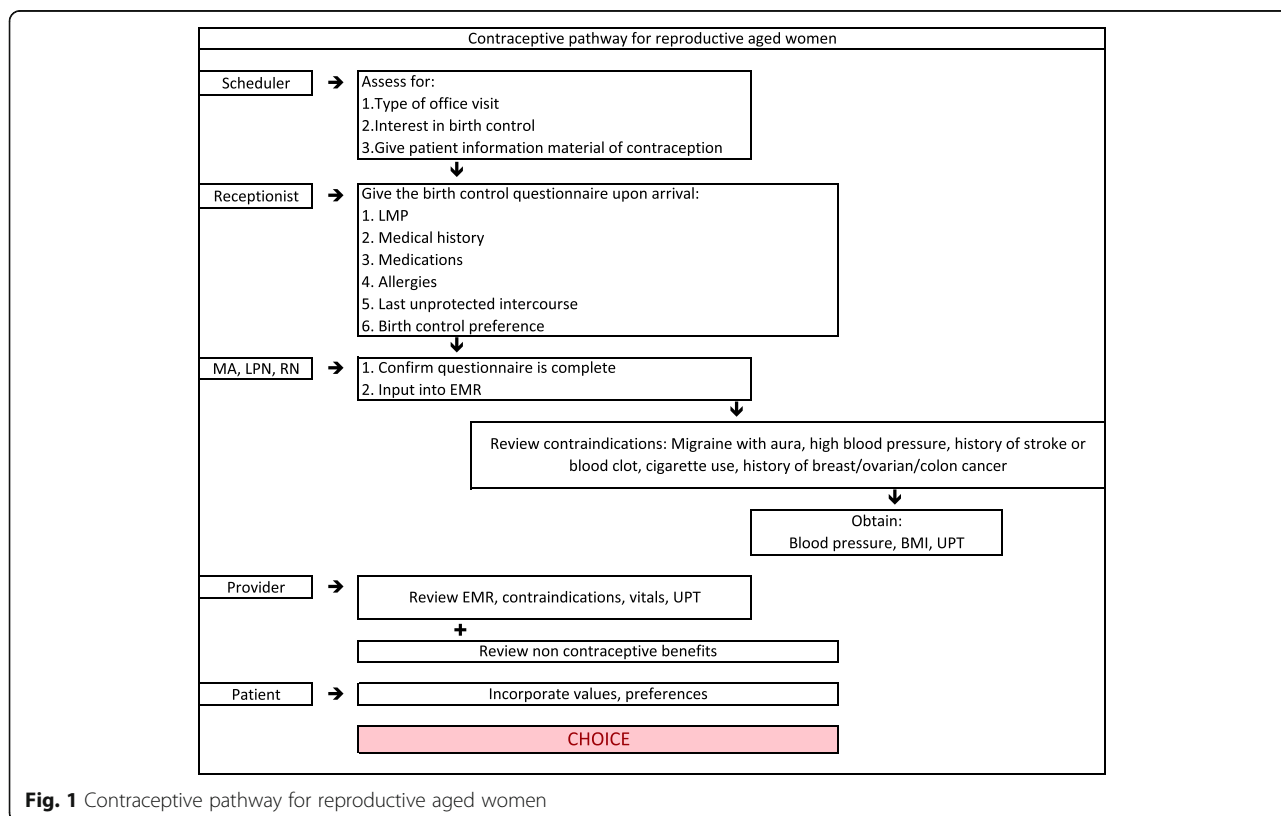 Contraceptive pathway for reproductive aged women
Scheduler ➔ Assess for:
1.Type of office visit
2.Interest in birth control
3.Give patient information material of contraception
Receptionist ➔ Give the birth control questionnaire upon arrival:
1. LMP
2. Medical history
3. Medications
4. Allergies
5. Last unprotected intercourse
6. Birth control preference
MA, LPN, RN ➔ 1. Confirm questionnaire is complete
2. Input into EMR
Review contraindications: Migraine with aura, high blood pressure, history of stroke or
blood clot, cigarette use, history of breast/ovarian/colon cancer
Obtain:
Blood pressure, BMI, UPT
Provider ➔ Review EMR, contraindications, vitals, UPT
+
Review non contraceptive benefits
Patient ➔ Incorporate values, preferences
CHOICE
Fig. 1 Contraceptive pathway for reproductive aged women